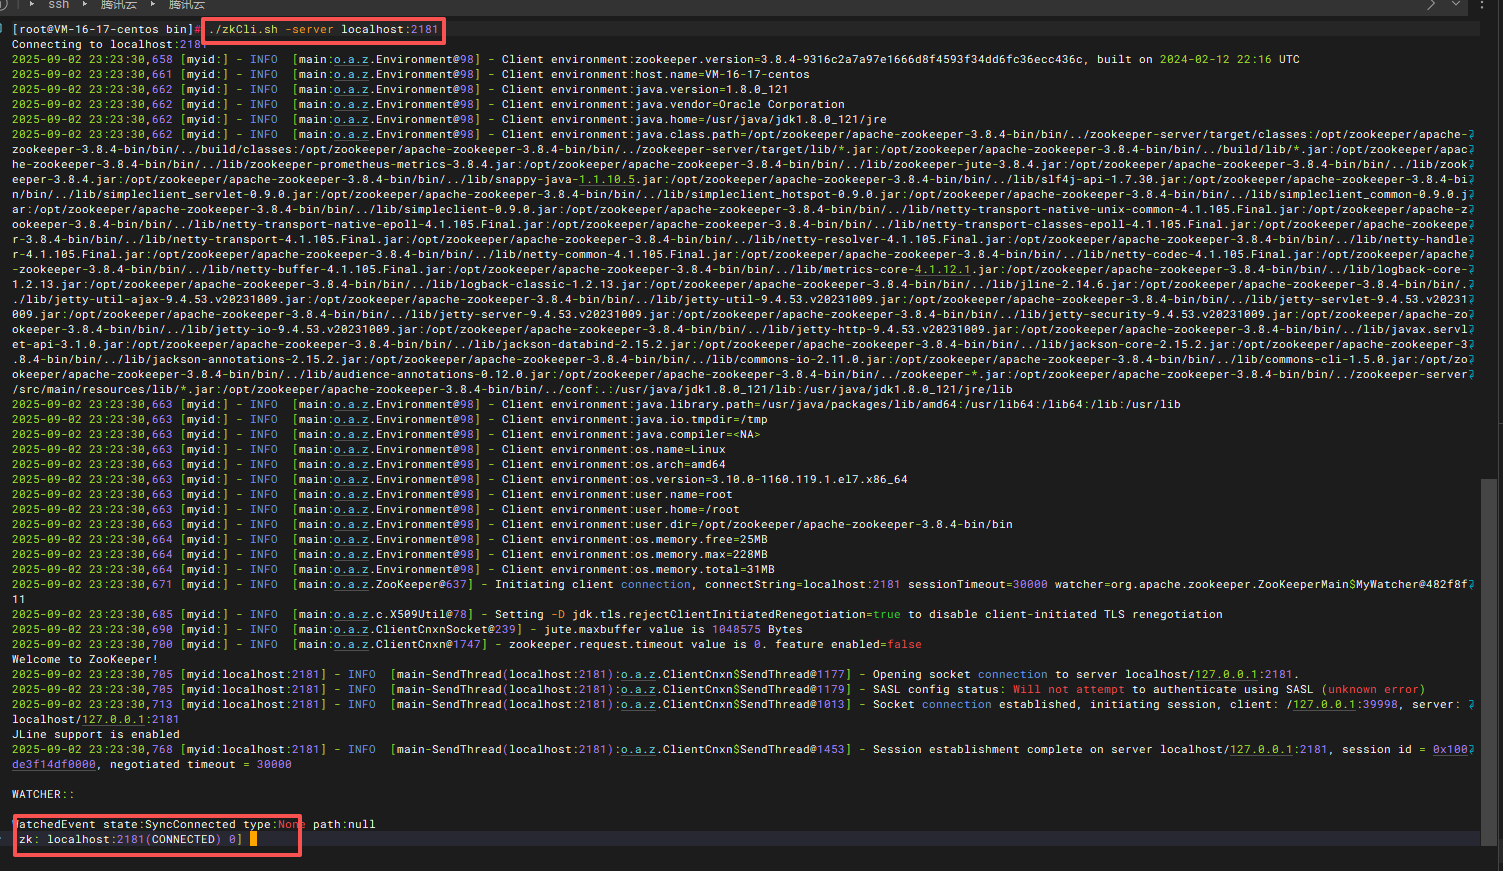 ssh 腾讯云 腾讯云
[root@VM-16-17-centos bin]# ./zkCli.sh -server localhost:2181
Connecting to localhost:2181
2025-09-02 23:23:30,658 [myid:] - INFO  [main:o.a.z.Environment@98] - Client environment:zookeeper.version=3.8.4-9316c2a7a97e1666d8f4593f34dd6fc36ecc436c, built on 2024-02-12 22:16 UTC
2025-09-02 23:23:30,661 [myid:] - INFO  [main:o.a.z.Environment@98] - Client environment:host.name=VM-16-17-centos
2025-09-02 23:23:30,662 [myid:] - INFO  [main:o.a.z.Environment@98] - Client environment:java.version=1.8.0_121
2025-09-02 23:23:30,662 [myid:] - INFO  [main:o.a.z.Environment@98] - Client environment:java.vendor=Oracle Corporation
2025-09-02 23:23:30,662 [myid:] - INFO  [main:o.a.z.Environment@98] - Client environment:java.home=/usr/java/jdk1.8.0_121/jre
2025-09-02 23:23:30,662 [myid:] - INFO  [main:o.a.z.Environment@98] - Client environment:java.class.path=/opt/zookeeper/apache-zookeeper-3.8.4-bin/bin/../zookeeper-server/target/classes:/opt/zookeeper/apache-
zookeeper-3.8.4-bin/bin/../build/classes:/opt/zookeeper/apache-zookeeper-3.8.4-bin/bin/../zookeeper-server/target/lib/*.jar:/opt/zookeeper/apache-zookeeper-3.8.4-bin/bin/../build/lib/*.jar:/opt/zookeeper/apac
he-zookeeper-3.8.4-bin/bin/../lib/zookeeper-prometheus-metrics-3.8.4.jar:/opt/zookeeper/apache-zookeeper-3.8.4-bin/bin/../lib/zookeeper-jute-3.8.4.jar:/opt/zookeeper/apache-zookeeper-3.8.4-bin/bin/../lib/zook
eeper-3.8.4.jar:/opt/zookeeper/apache-zookeeper-3.8.4-bin/bin/../lib/snappy-java-1.1.10.5.jar:/opt/zookeeper/apache-zookeeper-3.8.4-bin/bin/../lib/slf4j-api-1.7.30.jar:/opt/zookeeper/apache-zookeeper-3.8.4-bi
n/bin/../lib/simpleclient_servlet-0.9.0.jar:/opt/zookeeper/apache-zookeeper-3.8.4-bin/bin/../lib/simpleclient_hotspot-0.9.0.jar:/opt/zookeeper/apache-zookeeper-3.8.4-bin/bin/../lib/simpleclient_common-0.9.0.j
ar:/opt/zookeeper/apache-zookeeper-3.8.4-bin/bin/../lib/simpleclient-0.9.0.jar:/opt/zookeeper/apache-zookeeper-3.8.4-bin/bin/../lib/netty-transport-native-unix-common-4.1.105.Final.jar:/opt/zookeeper/apache-z
ookeeper-3.8.4-bin/bin/../lib/netty-transport-native-epoll-4.1.105.Final.jar:/opt/zookeeper/apache-zookeeper-3.8.4-bin/bin/../lib/netty-transport-classes-epoll-4.1.105.Final.jar:/opt/zookeeper/apache-zookeepe
r-3.8.4-bin/bin/../lib/netty-transport-4.1.105.Final.jar:/opt/zookeeper/apache-zookeeper-3.8.4-bin/bin/../lib/netty-resolver-4.1.105.Final.jar:/opt/zookeeper/apache-zookeeper-3.8.4-bin/bin/../lib/netty-handle
r-4.1.105.Final.jar:/opt/zookeeper/apache-zookeeper-3.8.4-bin/bin/../lib/netty-common-4.1.105.Final.jar:/opt/zookeeper/apache-zookeeper-3.8.4-bin/bin/../lib/netty-codec-4.1.105.Final.jar:/opt/zookeeper/apache
-zookeeper-3.8.4-bin/bin/../lib/netty-buffer-4.1.105.Final.jar:/opt/zookeeper/apache-zookeeper-3.8.4-bin/bin/../lib/metrics-core-4.1.12.1.jar:/opt/zookeeper/apache-zookeeper-3.8.4-bin/bin/../lib/logback-core-
1.2.13.jar:/opt/zookeeper/apache-zookeeper-3.8.4-bin/bin/../lib/logback-classic-1.2.13.jar:/opt/zookeeper/apache-zookeeper-3.8.4-bin/bin/../lib/jline-2.14.6.jar:/opt/zookeeper/apache-zookeeper-3.8.4-bin/bin/.
./lib/jetty-util-ajax-9.4.53.v20231009.jar:/opt/zookeeper/apache-zookeeper-3.8.4-bin/bin/../lib/jetty-util-9.4.53.v20231009.jar:/opt/zookeeper/apache-zookeeper-3.8.4-bin/bin/../lib/jetty-servlet-9.4.53.v20231
009.jar:/opt/zookeeper/apache-zookeeper-3.8.4-bin/bin/../lib/jetty-server-9.4.53.v20231009.jar:/opt/zookeeper/apache-zookeeper-3.8.4-bin/bin/../lib/jetty-security-9.4.53.v20231009.jar:/opt/zookeeper/apache-zo
okeeper-3.8.4-bin/bin/../lib/jetty-io-9.4.53.v20231009.jar:/opt/zookeeper/apache-zookeeper-3.8.4-bin/bin/../lib/jetty-http-9.4.53.v20231009.jar:/opt/zookeeper/apache-zookeeper-3.8.4-bin/bin/../lib/javax.servl
et-api-3.1.0.jar:/opt/zookeeper/apache-zookeeper-3.8.4-bin/bin/../lib/jackson-databind-2.15.2.jar:/opt/zookeeper/apache-zookeeper-3.8.4-bin/bin/../lib/jackson-core-2.15.2.jar:/opt/zookeeper/apache-zookeeper-3
.8.4-bin/bin/../lib/jackson-annotations-2.15.2.jar:/opt/zookeeper/apache-zookeeper-3.8.4-bin/bin/../lib/commons-io-2.11.0.jar:/opt/zookeeper/apache-zookeeper-3.8.4-bin/bin/../lib/commons-cli-1.5.0.jar:/opt/zo
okeeper/apache-zookeeper-3.8.4-bin/bin/../lib/audience-annotations-0.12.0.jar:/opt/zookeeper/apache-zookeeper-3.8.4-bin/bin/../zookeeper-*.jar:/opt/zookeeper/apache-zookeeper-3.8.4-bin/bin/../zookeeper-server
/src/main/resources/lib/*.jar:/opt/zookeeper/apache-zookeeper-3.8.4-bin/bin/../conf:.:/usr/java/jdk1.8.0_121/lib:/usr/java/jdk1.8.0_121/jre/lib
2025-09-02 23:23:30,663 [myid:] - INFO  [main:o.a.z.Environment@98] - Client environment:java.library.path=/usr/java/packages/lib/amd64:/usr/lib64:/lib64:/lib:/usr/lib
2025-09-02 23:23:30,663 [myid:] - INFO  [main:o.a.z.Environment@98] - Client environment:java.io.tmpdir=/tmp
2025-09-02 23:23:30,663 [myid:] - INFO  [main:o.a.z.Environment@98] - Client environment:java.compiler=<NA>
2025-09-02 23:23:30,663 [myid:] - INFO  [main:o.a.z.Environment@98] - Client environment:os.name=Linux
2025-09-02 23:23:30,663 [myid:] - INFO  [main:o.a.z.Environment@98] - Client environment:os.arch=amd64
2025-09-02 23:23:30,663 [myid:] - INFO  [main:o.a.z.Environment@98] - Client environment:os.version=3.10.0-1160.119.1.el7.x86_64
2025-09-02 23:23:30,663 [myid:] - INFO  [main:o.a.z.Environment@98] - Client environment:user.name=root
2025-09-02 23:23:30,663 [myid:] - INFO  [main:o.a.z.Environment@98] - Client environment:user.home=/root
2025-09-02 23:23:30,663 [myid:] - INFO  [main:o.a.z.Environment@98] - Client environment:user.dir=/opt/zookeeper/apache-zookeeper-3.8.4-bin/bin
2025-09-02 23:23:30,664 [myid:] - INFO  [main:o.a.z.Environment@98] - Client environment:os.memory.free=25MB
2025-09-02 23:23:30,664 [myid:] - INFO  [main:o.a.z.Environment@98] - Client environment:os.memory.max=228MB
2025-09-02 23:23:30,664 [myid:] - INFO  [main:o.a.z.Environment@98] - Client environment:os.memory.total=31MB
2025-09-02 23:23:30,671 [myid:] - INFO  [main:o.a.z.ZooKeeper@637] - Initiating client connection, connectString=localhost:2181 sessionTimeout=30000 watcher=org.apache.zookeeper.ZooKeeperMain$MyWatcher@482f8f
11
2025-09-02 23:23:30,685 [myid:] - INFO  [main:o.a.z.c.X509Util@78] - Setting -D jdk.tls.rejectClientInitiatedRenegotiation=true to disable client-initiated TLS renegotiation
2025-09-02 23:23:30,690 [myid:] - INFO  [main:o.a.z.ClientCnxnSocket@239] - jute.maxbuffer value is 1048575 Bytes
2025-09-02 23:23:30,700 [myid:] - INFO  [main:o.a.z.ClientCnxn@1747] - zookeeper.request.timeout value is 0. feature enabled=false
Welcome to ZooKeeper!
2025-09-02 23:23:30,705 [myid:localhost:2181] - INFO  [main-SendThread(localhost:2181):o.a.z.ClientCnxn$SendThread@1177] - Opening socket connection to server localhost/127.0.0.1:2181.
2025-09-02 23:23:30,705 [myid:localhost:2181] - INFO  [main-SendThread(localhost:2181):o.a.z.ClientCnxn$SendThread@1179] - SASL config status: Will not attempt to authenticate using SASL (unknown error)
2025-09-02 23:23:30,713 [myid:localhost:2181] - INFO  [main-SendThread(localhost:2181):o.a.z.ClientCnxn$SendThread@1013] - Socket connection established, initiating session, client: /127.0.0.1:39998, server:
localhost/127.0.0.1:2181
JLine support is enabled
2025-09-02 23:23:30,768 [myid:localhost:2181] - INFO  [main-SendThread(localhost:2181):o.a.z.ClientCnxn$SendThread@1453] - Session establishment complete on server localhost/127.0.0.1:2181, session id = 0x100
de3f14df0000, negotiated timeout = 30000
WATCHER::
WatchedEvent state:SyncConnected type:None path:null
zk: localhost:2181(CONNECTED) 0]